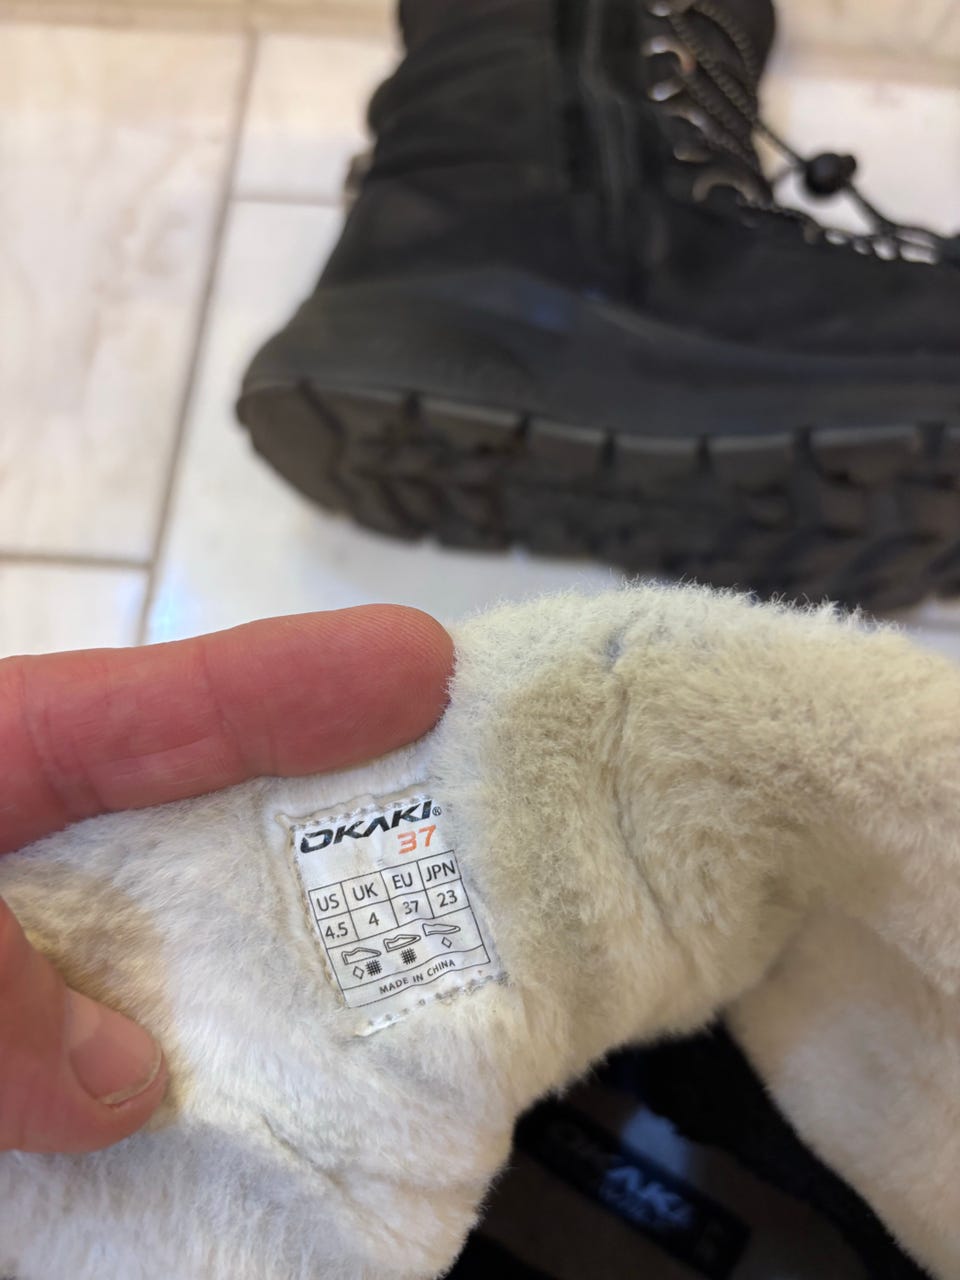 OKAKI®
37
US UK EU JPN
4.5 4 37 23
MADE IN CHINA